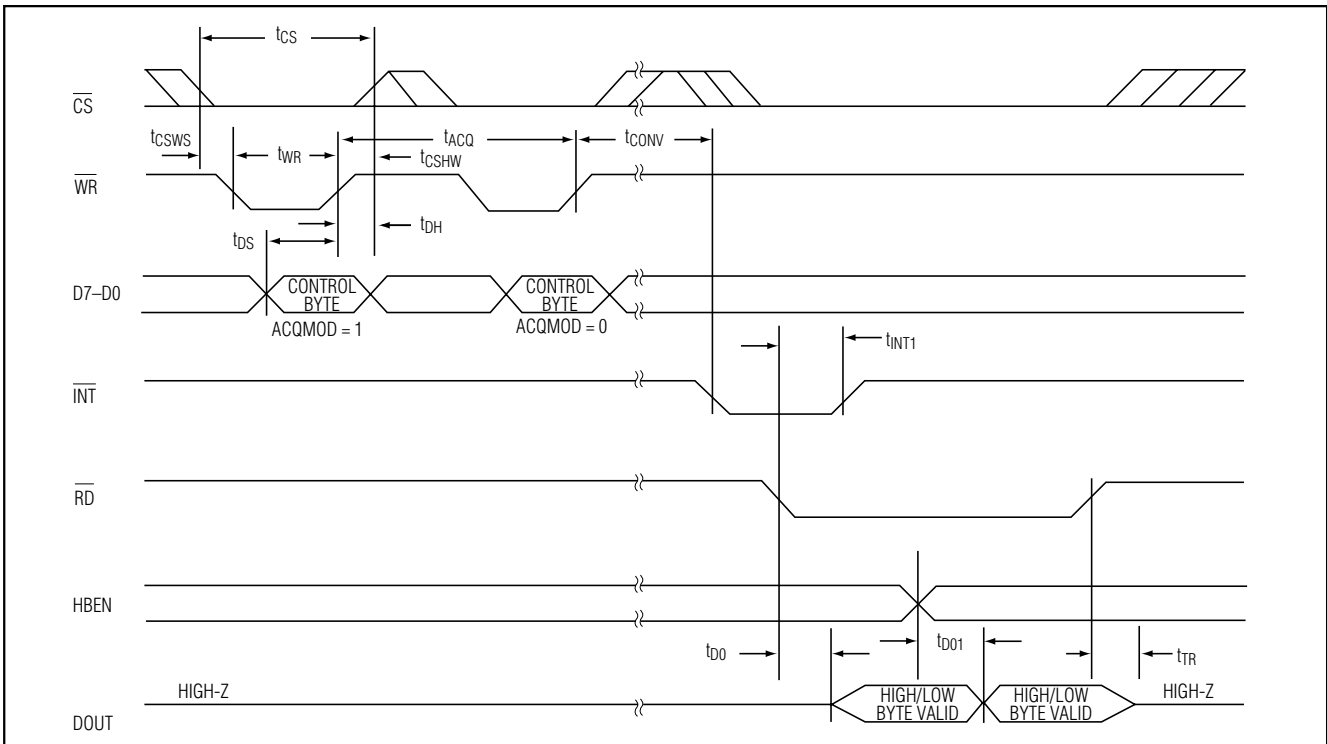 tCS
CS
tCSWS
tWR
tACQ
tCONV
tCSHW
WR
tDH
tDS
D7–D0
CONTROL
BYTE
CONTROL
BYTE
ACQMOD = 1
ACQMOD = 0
tINT1
INT
RD
HBEN
tD0
tD01
tTR
HIGH-Z
HIGH/LOW
BYTE VALID
HIGH/LOW
BYTE VALID
HIGH-Z
DOUT